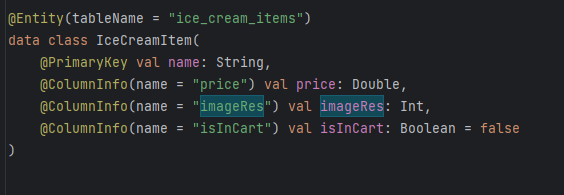 @Entity(tableName = "ice_cream_items")
data class IceCreamItem(
    @PrimaryKey val name: String,
    @ColumnInfo(name = "price") val price: Double,
    @ColumnInfo(name = "imageRes") val imageRes: Int,
    @ColumnInfo(name = "isInCart") val isInCart: Boolean = false
)